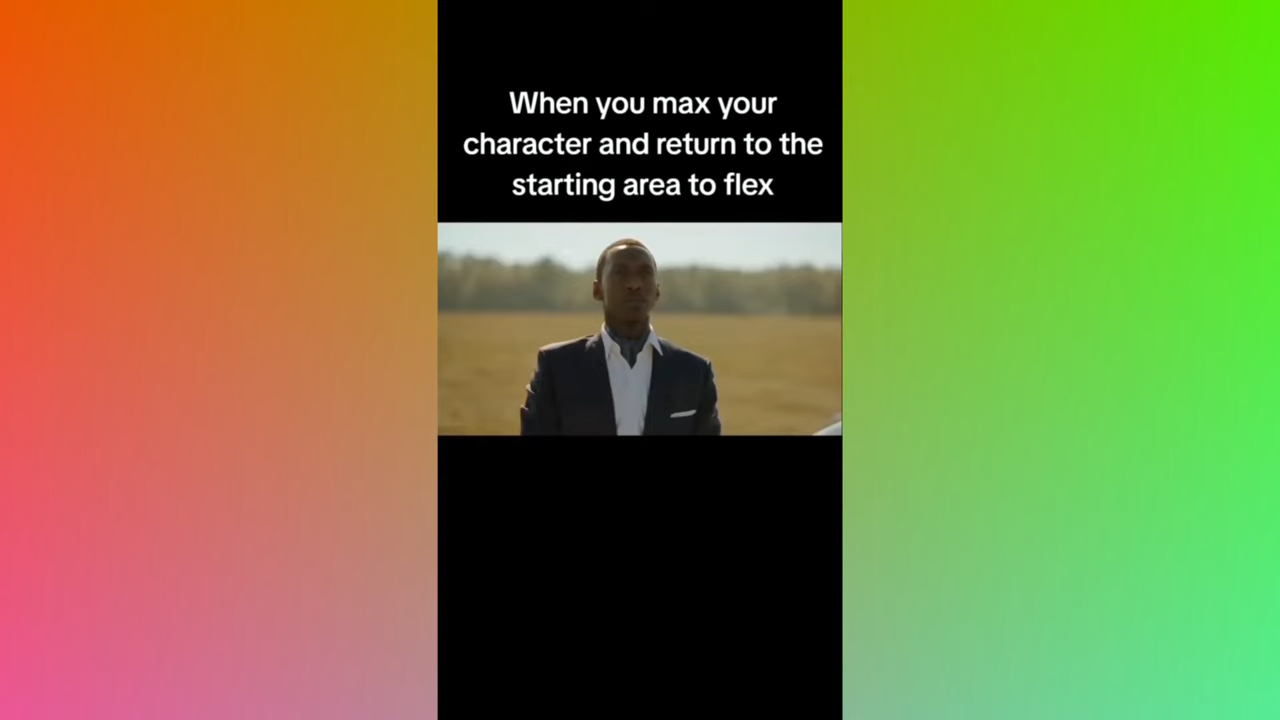 When you max your
character and return to the
starting area to flex